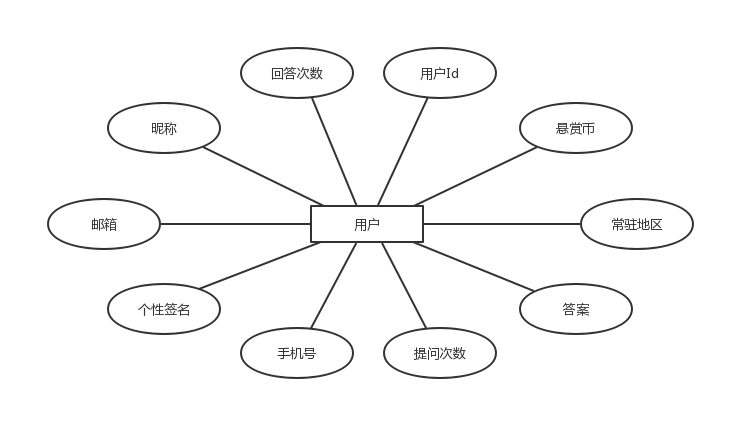 回答次数
用户Id
昵称
悬赏币
邮箱
用户
常驻地区
个性签名
答案
手机号
提问次数